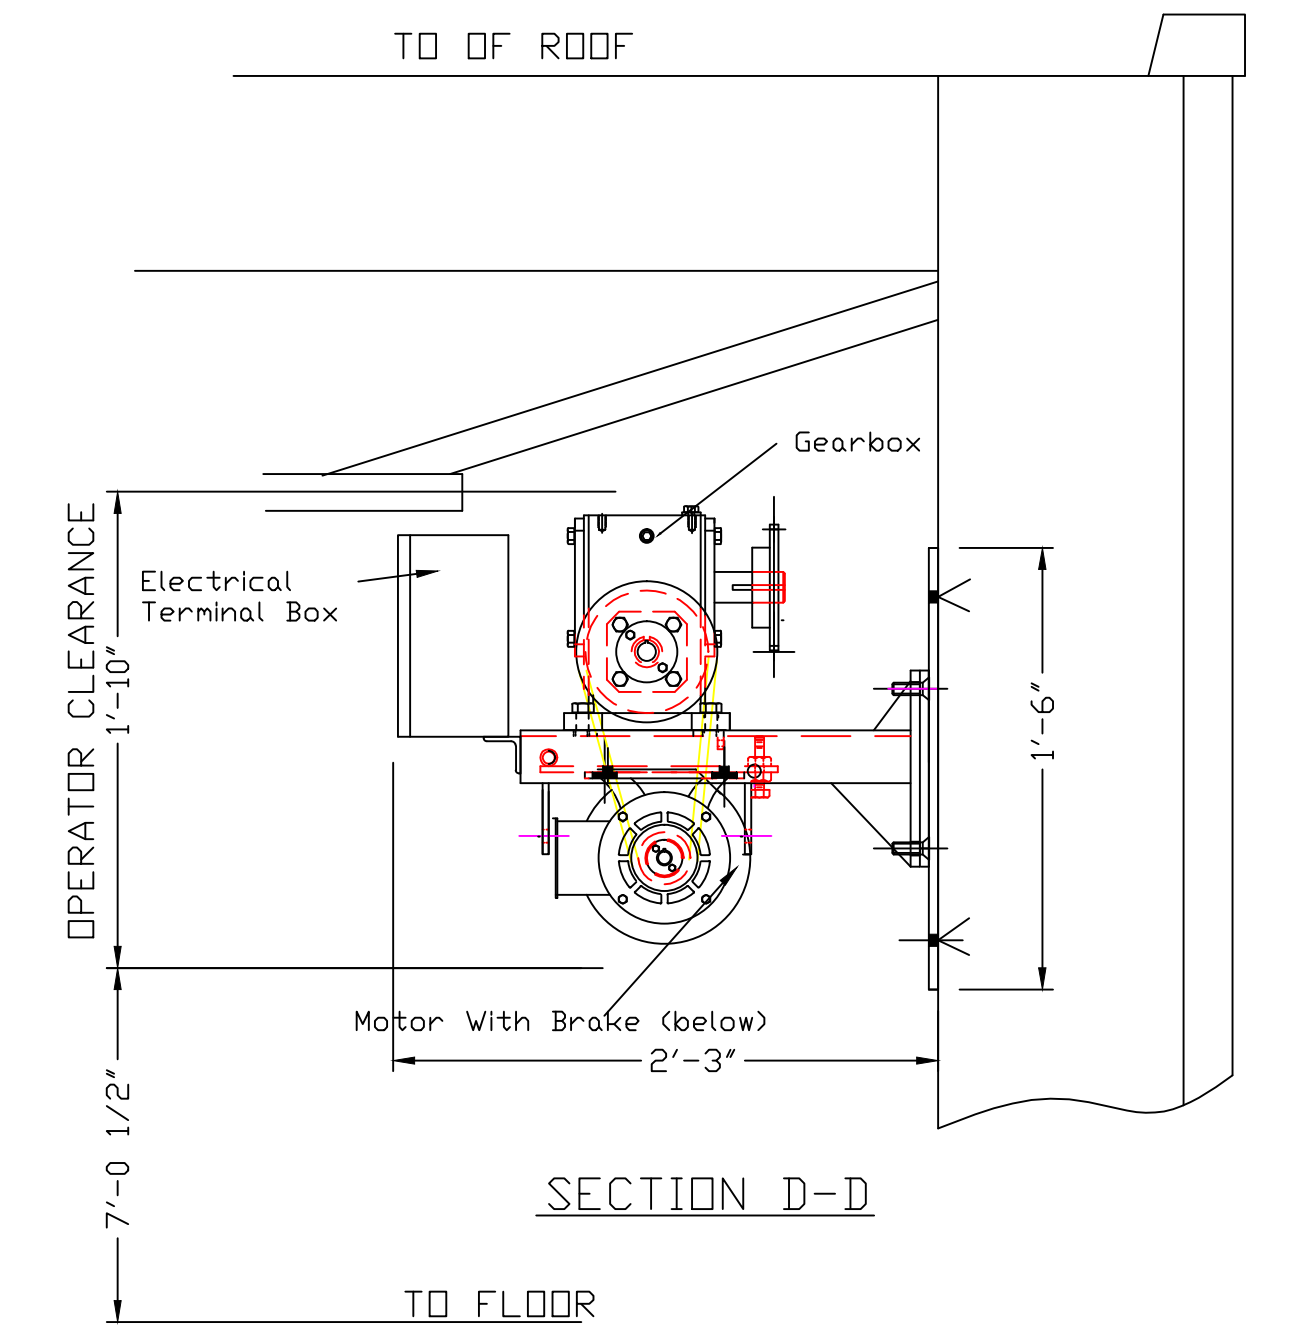 TO OF ROOF
Gearbox
Electrical
Terminal Box
OPERATOR CLEARANCE
1'-10"
1'-6"
Motor With Brake (below)
2'-3"
7'-0 1/2"
SECTION D-D
TO FLOOR